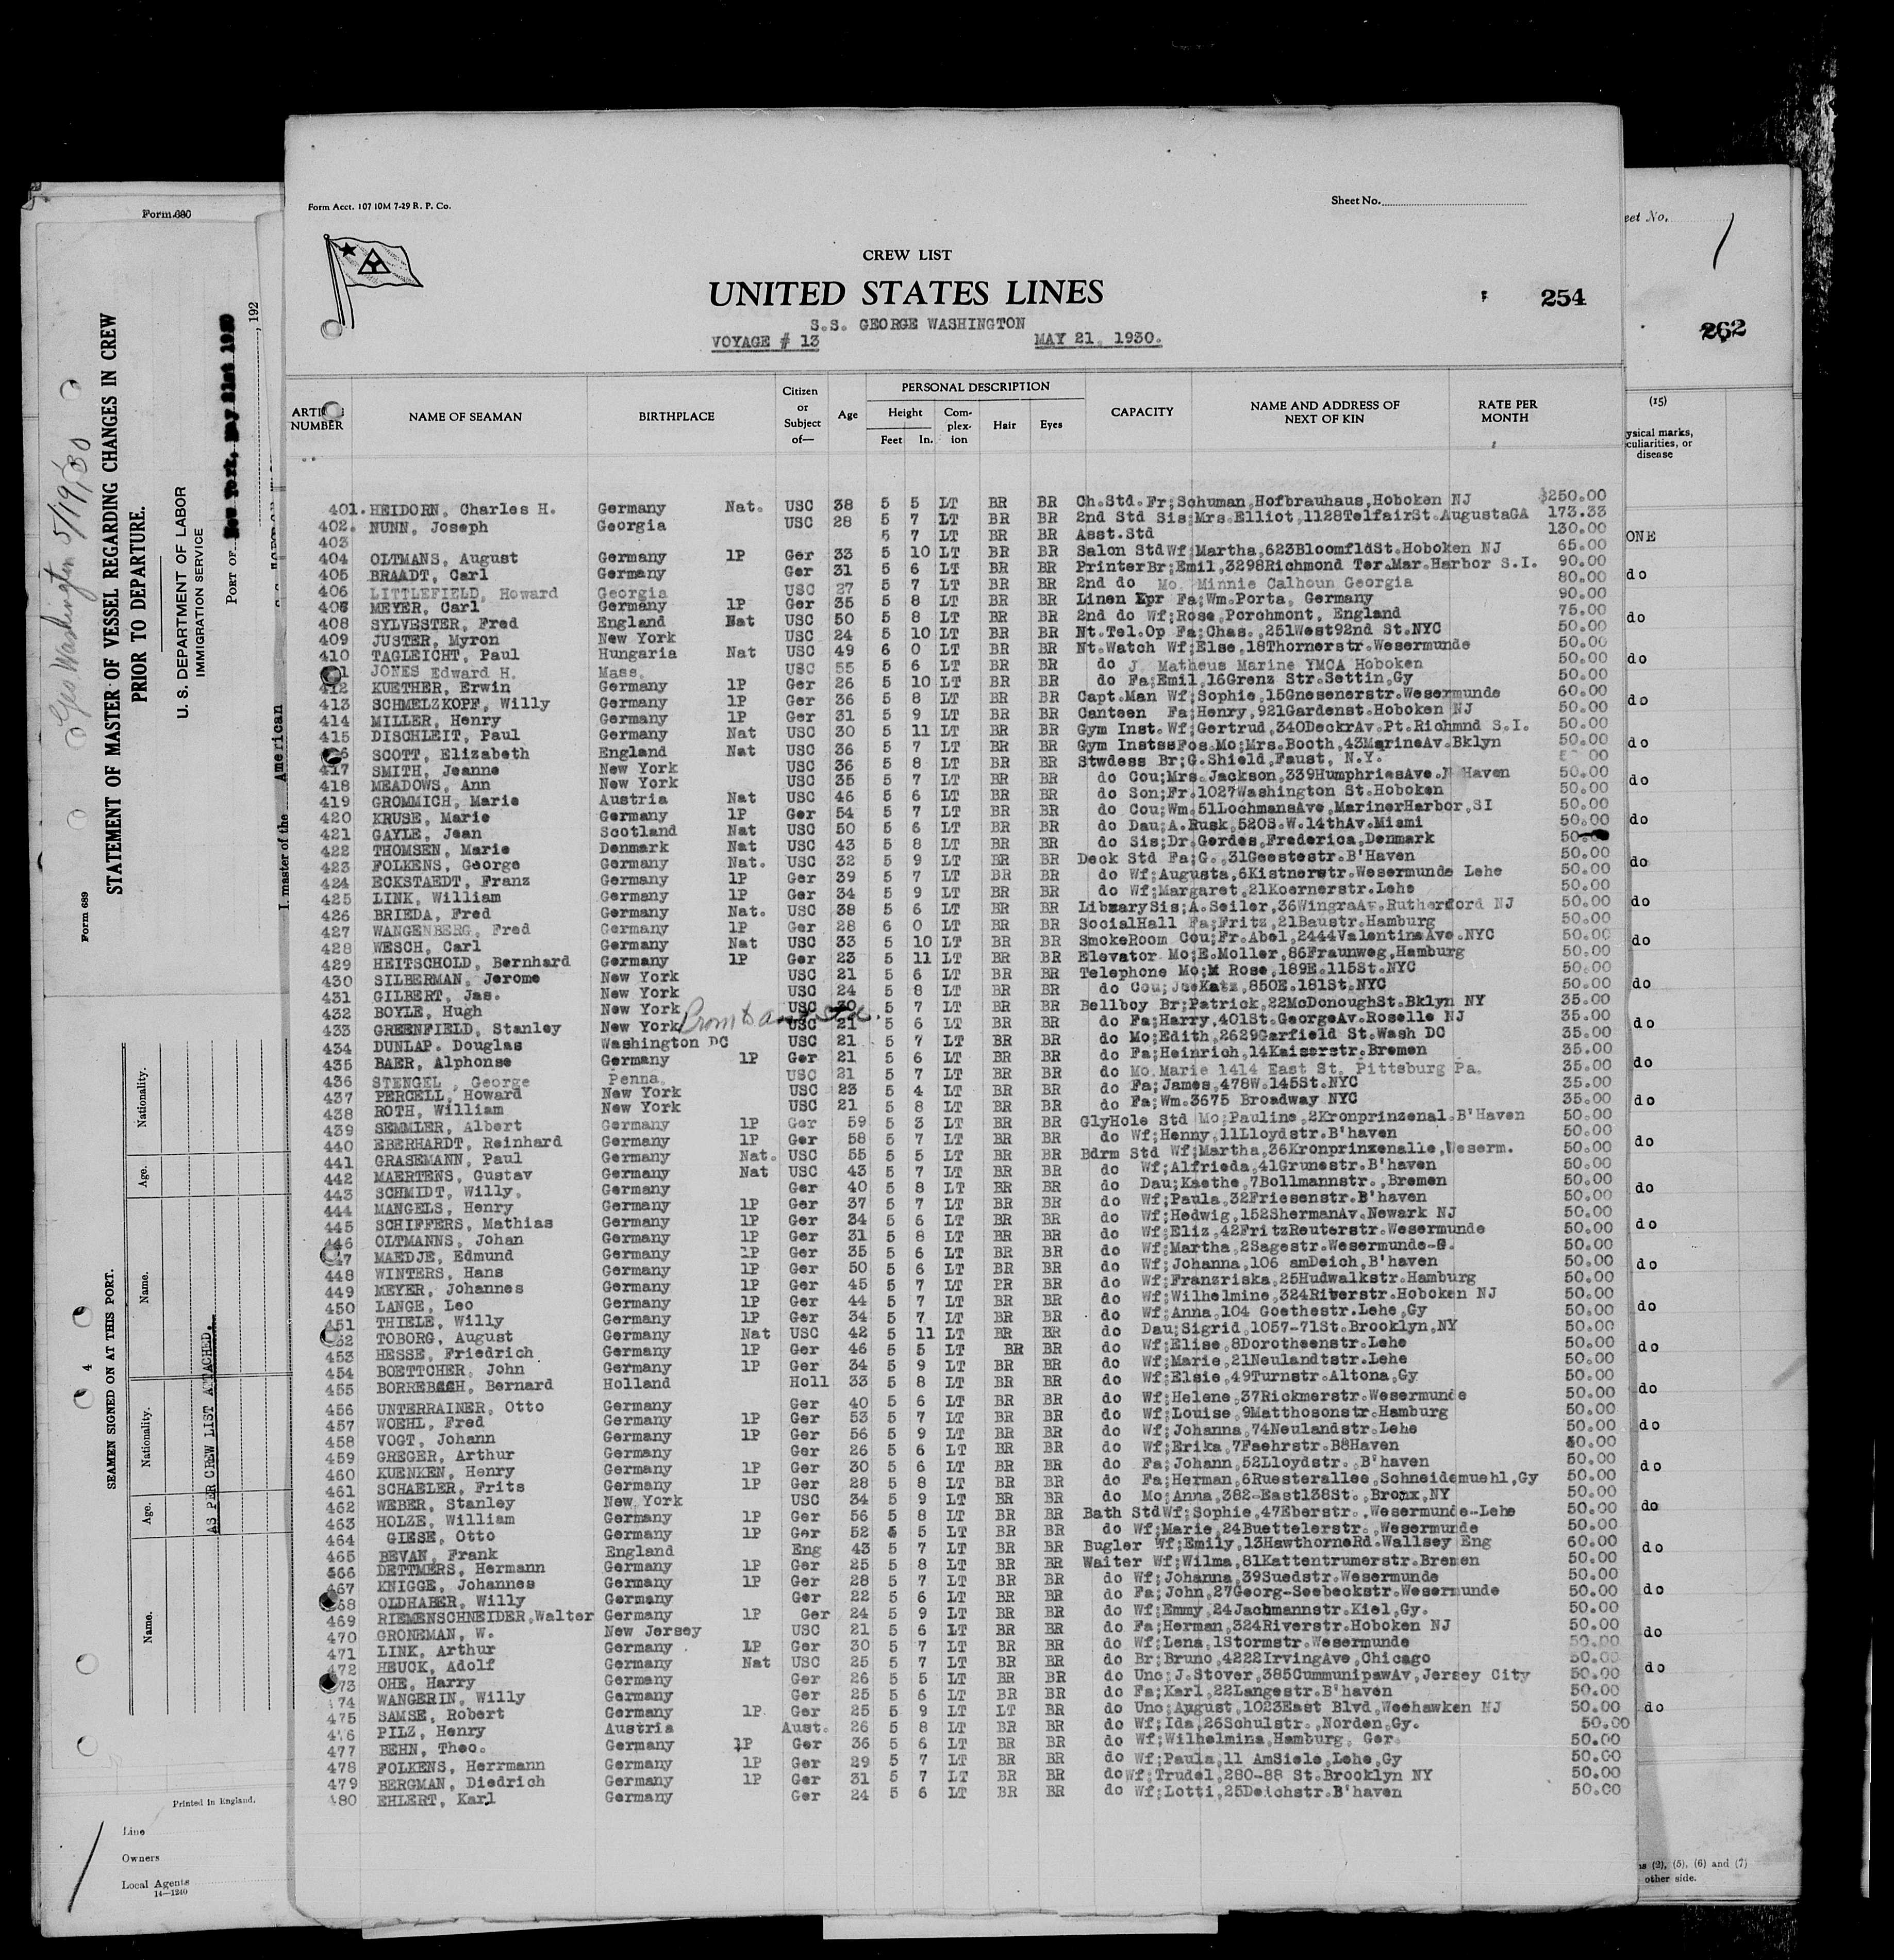 Form 689
STATEMENT OF MASTER OF VESSEL REGARDING CHANGES IN CREW
PRIOR TO DEPARTURE.
U. S. DEPARTMENT OF LABOR
IMMIGRATION SERVICE
PORT OF New York, May 21st 1930, 192
Geo Washington 5/19/30
SEAMEN SIGNED ON AT THIS PORT.
Name. Age. Nationality. Name. Age. Nationality.
AS PER CREW LIST ATTACHED.
Printed in England.
Line
Owners
Local Agents
14—1240
Form Acct. 107 10M 7-29 R. P. Co.
Sheet No.
CREW LIST
UNITED STATES LINES
254
S.S. GEORGE WASHINGTON
VOYAGE # 13 MAY 21, 1930.
NAME OF SEAMAN BIRTHPLACE Citizen or Subject of— Age PERSONAL DESCRIPTION Height Feet In. Complexion Hair Eyes CAPACITY NAME AND ADDRESS OF NEXT OF KIN RATE PER MONTH
401. HEIDORN, Charles H. Germany Nat. USC 38 5 5 LT BR BR Ch.Std.Fr;Schuman,Hofbrauhaus,Hoboken NJ $250.00
402. NUNN, Joseph Georgia USC 28 5 7 LT BR BR 2nd Std Sis;Mrs.Elliot,1128TelfairSt.AugustaGA 173.33
403 5 7 LT BR BR Asst.Std 130.00
404 OLTMANS, August Germany 1P Ger 33 5 10 LT BR BR Salon StdWf;Martha,623BloomfldSt.Hoboken NJ 65.00
405 BRAADT, Carl Germany Ger 31 5 6 LT BR BR PrinterBr;Emil,3298Richmond Ter.Mar.Harbor S.I. 90.00
406 LITTLEFIELD, Howard Georgia USC 27 5 7 LT BR BR 2nd do Mo. Minnie Calhoun Georgia 80.00
MEYER, Carl Germany 1P Ger 35 5 8 LT BR BR Linen Kpr Fa;Wm.Porta, Germany 90.00
408 SYLVESTER, Fred England Nat USC 50 5 8 LT BR BR 2nd do Wf;Rose,Porchmont, England 75.00
409 JUSTER, Myron New York USC 24 5 10 LT BR BR Nt.Tel.Op Fa;Chas.,251West92nd St.NYC 50.00
410 TAGLEICHT, Paul Hungaria Nat USC 49 6 0 LT BR BR Nt.Watch Wf;Else,18Thornerstr.Wesermunde 50.00
JONES Edward H. Mass. USC 55 5 6 LT BR BR do J. Matheus Marine YMCA Hoboken 50.00
412 KUETHER, Erwin Germany 1P Ger 26 5 10 LT BR BR do Fa;Emil,16Grenz Str.Settin,Gy 50.00
413 SCHMELZKOPF, Willy Germany 1P Ger 36 5 8 LT BR BR Capt.Man Wf;Sophie,15Gnesenerstr.Wesermunde 60.00
414 MILLER, Henry Germany 1P Ger 31 5 9 LT BR BR Canteen Fa;Henry,921Gardenst.Hoboken NJ 50.00
415 DISCHLEIT, Paul Germany Nat USC 30 5 11 LT BR BR Gym Inst.Wf;Gertrud,340DeckrAv.Pt.Richmnd S.I. 50.00
SCOTT, Elizabeth England Nat USC 36 5 7 LT BR BR Gym InstssFos.Mo;Mrs.Booth,43MarineAv.Bklyn 50.00
417 SMITH, Jeanne New York USC 36 5 8 LT BR BR Stwdess Br;G.Shield,Faust, N.Y. 00
418 MEADOWS, Ann New York USC 35 5 7 LT BR BR do Cou;Mrs.Jackson,339HumphriesAve.N Haven 50.00
419 GROMMICH, Marie Austria Nat USC 46 5 6 LT BR BR do Son;Fr.1027Washington St.Hoboken 50.00
420 KRUSE, Marie Germany 1P Ger 54 5 7 LT BR BR do Cou;Wm.51LochmansAve,MarinerHarbor,SI 50.00
421 GAYLE, Jean Scotland Nat USC 50 5 6 LT BR BR do Dau;A.Rusk,520S.W.14thAv.Miami 50.00
422 THOMSEN, Marie Denmark Nat USC 43 5 8 LT BR BR do Sis;Dr.Gerdes,Frederica,Denmark 50.00
423 FOLKENS, George Germany Nat. USC 32 5 9 LT BR BR Deck Std Fa;G.,31Geestestr.B'Haven 50.00
424 ECKSTAEDT, Franz Germany 1P Ger 39 5 7 LT BR BR do Wf;Augusta,6Kistnerstr.Wesermunde Lehe 50.00
425 LINK, William Germany 1P Ger 34 5 9 LT BR BR do Wf;Margaret,21Koernerstr.Lehe 50.00
426 BRIEDA, Fred Germany Nat. USC 38 5 6 LT BR BR LibrarySis;A.Seiler,36WingraAv.Rutherford NJ 50.00
427 WANGENBERG, Fred Germany 1P Ger 28 6 0 LT BR BR SocialHall Fa;Fritz,21Baustr.Hamburg 50.00
428 WESCH, Carl Germany Nat USC 33 5 10 LT BR BR SmokeRoom Cou;Fr.Abel,2444ValentineAve.NYC 50.00
429 HEITSCHOLD, Bernhard Germany 1P Ger 23 5 11 LT BR BR Elevator Mo;E.Moller,86Fraunweg,Hamburg 50.00
430 SILBERMAN, Jerome New York USC 21 5 6 LT BR BR Telephone Mo;M Rose,189E.115St.NYC 50.00
431 GILBERT, Jas. New York USC 24 5 8 LT BR BR do Cou;JoeKatz,850E.181St.NYC 50.00
432 BOYLE, Hugh New York USC 30 5 7 LT BR BR Bellboy Br;Patrick,22McDonoughSt.Bklyn NY 35.00
433 GREENFIELD, Stanley New York USC 21 5 6 LT BR BR do Fa;Harry,401St.GeorgeAv.Roselle NJ 35.00
434 DUNLAP. Douglas Washington DC USC 21 5 7 LT BR BR do Mo;Edith,2629Garfield St.Wash DC 35.00
435 BAER, Alphonse Germany 1P Ger 21 5 6 LT BR BR do Fa;Heinrich,14Kaiserstr.Bremen 35.00
436 STENGEL, George Penna. USC 21 5 7 LT BR BR do Mo.Marie 1414 East St. Pittsburg Pa. 35.00
437 PERCELL, Howard New York USC 23 5 4 LT BR BR do Fa;James,478W.145St.NYC 35.00
438 ROTH, William New York USC 21 5 8 LT BR BR do Fa;Wm.3675 Broadway NYC 35.00
439 SEMMLER, Albert Germany 1P Ger 59 5 3 LT BR BR GlyHole Std Mo;Pauline,2Kronprinzenal.B'Haven 50.00
440 EBERHARDT, Reinhard Germany 1P Ger 58 5 7 LT BR BR do Wf;Henny,11Lloydstr.B'haven 50.00
441 GRASEMANN, Paul Germany Nat. USC 55 5 5 LT BR BR Bdrm Std Wf;Martha,36Kronprinzenalle,Weserm. 50.00
442 MAERTENS, Gustav Germany Nat USC 43 5 7 LT BR BR do Wf;Alfrieda,41Grunestr.B'haven 50.00
443 SCHMIDT, Willy, Germany Ger 40 5 8 LT BR BR do Dau;Kaethe,7Bollmannstr.,Bremen 50.00
444 MANGELS, Henry Germany 1P Ger 37 5 7 LT BR BR do Wf;Paula,32Friesenstr.B'haven 50.00
445 SCHIFFERS, Mathias Germany 1P Ger 34 5 6 LT BR BR do Wf;Hedwig,152ShermanAv.Newark NJ 50.00
446 OLTMANNS, Johan Germany 1P Ger 31 5 8 LT BR BR do Wf;Eliz,42FritzReuterstr.Wesermunde 50.00
MAEDJE, Edmund Germany 1P Ger 35 5 6 LT BR BR do Wf;Martha,2Sagestr.Wesermunde-G. 50.00
448 WINTERS, Hans Germany 1P Ger 50 5 6 LT BR BR do Wf;Johanna,106 amDeich,B'haven 50.00
449 MEYER, Johannes Germany 1P Ger 45 5 7 LT PR BR do Wf;Franzriska,25Hudwalkstr.Hamburg 50.00
450 LANGE, Leo Germany 1P Ger 44 5 7 LT BR BR do Wf;Wilhelmine,324Riverstr.Hoboken NJ 50.00
451 THIELE, Willy Germany 1P Ger 34 5 7 LT BR BR do Wf;Anna,104 Goethestr.Lehe,Gy 50.00
TOBORG, August Germany Nat USC 42 5 11 LT BR BR do Dau;Sigrid,1057-71St.Brooklyn,NY 50.00
453 HESSE, Friedrich Germany 1P Ger 46 5 5 LT BR BR do Wf;Elise,8Dorotheenstr.Lehe 50.00
454 BOETTCHER, John Germany 1P Ger 34 5 9 LT BR BR do Wf;Marie,21Neulandtstr.Lehe 50.00
455 BORREBACH, Bernard Holland Holl 33 5 8 LT BR BR do Wf;Elsie,49Turnstr.Altona,Gy 50.00
456 UNTERRAINER, Otto Germany Ger 40 5 6 LT BR BR do Wf;Helene,37Rickmerstr.Wesermunde 50.00
457 WOEHL, Fred Germany 1P Ger 53 5 7 LT BR BR do Wf;Louise,9Matthosonstr.Hamburg 50.00
458 VOGT, Johann Germany 1P Ger 56 5 9 LT BR BR do Wf;Johanna,74Neulandstr.Lehe 50.00
459 GREGER, Arthur Germany Ger 26 5 6 LT BR BR do Wf;Erika,7Faehrstr.B8Haven 50.00
460 KUENKEN, Henry Germany 1P Ger 30 5 6 LT BR BR do Fa;Johann,52Lloydstr.,B'haven 50.00
461 SCHAELER, Frits Germany 1P Ger 28 5 8 LT BR BR do Fa;Herman,6Ruesterallee,Schneidemuehl,Gy 50.00
462 WEBER, Stanley New York USC 34 5 9 LT BR BR do Mo;Anna,382-East138St.,Bronx,NY 50.00
463 HOLZE, William Germany 1P Ger 56 5 8 LT BR BR Bath StdWf;Sophie,47Eberstr.,Wesermunde-Lehe 50.00
464 GIESE, Otto Germany 1P Ger 52 5 5 LT BR BR do Wf;Marie,24Buettelerstr.,Wesermunde 50.00
465 BEVAN, Frank England Eng 43 5 7 LT BR BR Bugler Wf;Emily,13HawthorneRd.Wallsey Eng 50.00
566 DETTMERS, Hermann Germany 1P Ger 25 5 8 LT BR BR Waiter Wf;Wilma,81Kattentrumerstr.Bremen 50.00
467 KNIGGE, Johannes Germany 1P Ger 28 5 7 LT BR BR do Wf;Johanna,39Suedstr.Wesermunde 50.00
OLDHABER, Willy Germany Ger 22 5 6 LT BR BR do Fa;John,27Georg-Seebeckstr.Wesermunde 50.00
469 RIEMENSCHNEIDER,Walter Germany 1P Ger 24 5 9 LT BR BR do Wf;Emmy,24Jachmannstr.Kiel,Gy. 50.00
470 GRONEMAN, W. New Jersey USC 21 5 6 LT BR BR do Fa;Herman,324Riverstr.Hoboken NJ 50.00
471 LINK, Arthur Germany 1P Ger 30 5 7 LT BR BR do Wf;Lena,1Stormstr.Wesermunde 50.00
472 HEUCK, Adolf Germany Nat USC 25 5 7 LT BR BR do Br;Bruno,4222IrvingAve,Chicago 50.00
OHE, Harry Germany Ger 26 5 5 LT BR BR do Unc;J.Stover,385CummunipawAv,Jersey City 50.00
474 WANGERIN, Willy Germany Ger 25 5 6 LT BR BR do Fa;Karl,22Langestr.B'haven 50.00
475 SAMSE, Robert Germany 1P Ger 25 5 9 LT LT BR do Unc;August,1023East Blvd,Weehawken NJ 50.00
476 PILZ, Henry Austria Aust. 26 5 8 LT BR BR do Wf;Ida,26Schulstr.,Norden,Gy. 50.00
477 BEHN, Theo. Germany 1P Ger 36 5 6 LT BR BR do Wf;Wilhelmina,Hamburg, Ger. 50.00
478 FOLKENS, Herrmann Germany 1P Ger 29 5 7 LT BR BR do Wf;Paula,11 AmSiele,Lehe,Gy 50.00
479 BERGMAN, Diedrich Germany 1P Ger 31 5 7 LT BR BR doWf;Trudel,280-88 St.Brooklyn NY 50.00
480 EHLERT, Karl Germany Ger 24 5 6 LT BR BR do Wf;Lotti,25Deichstr.B'haven 50.00
262
(15)